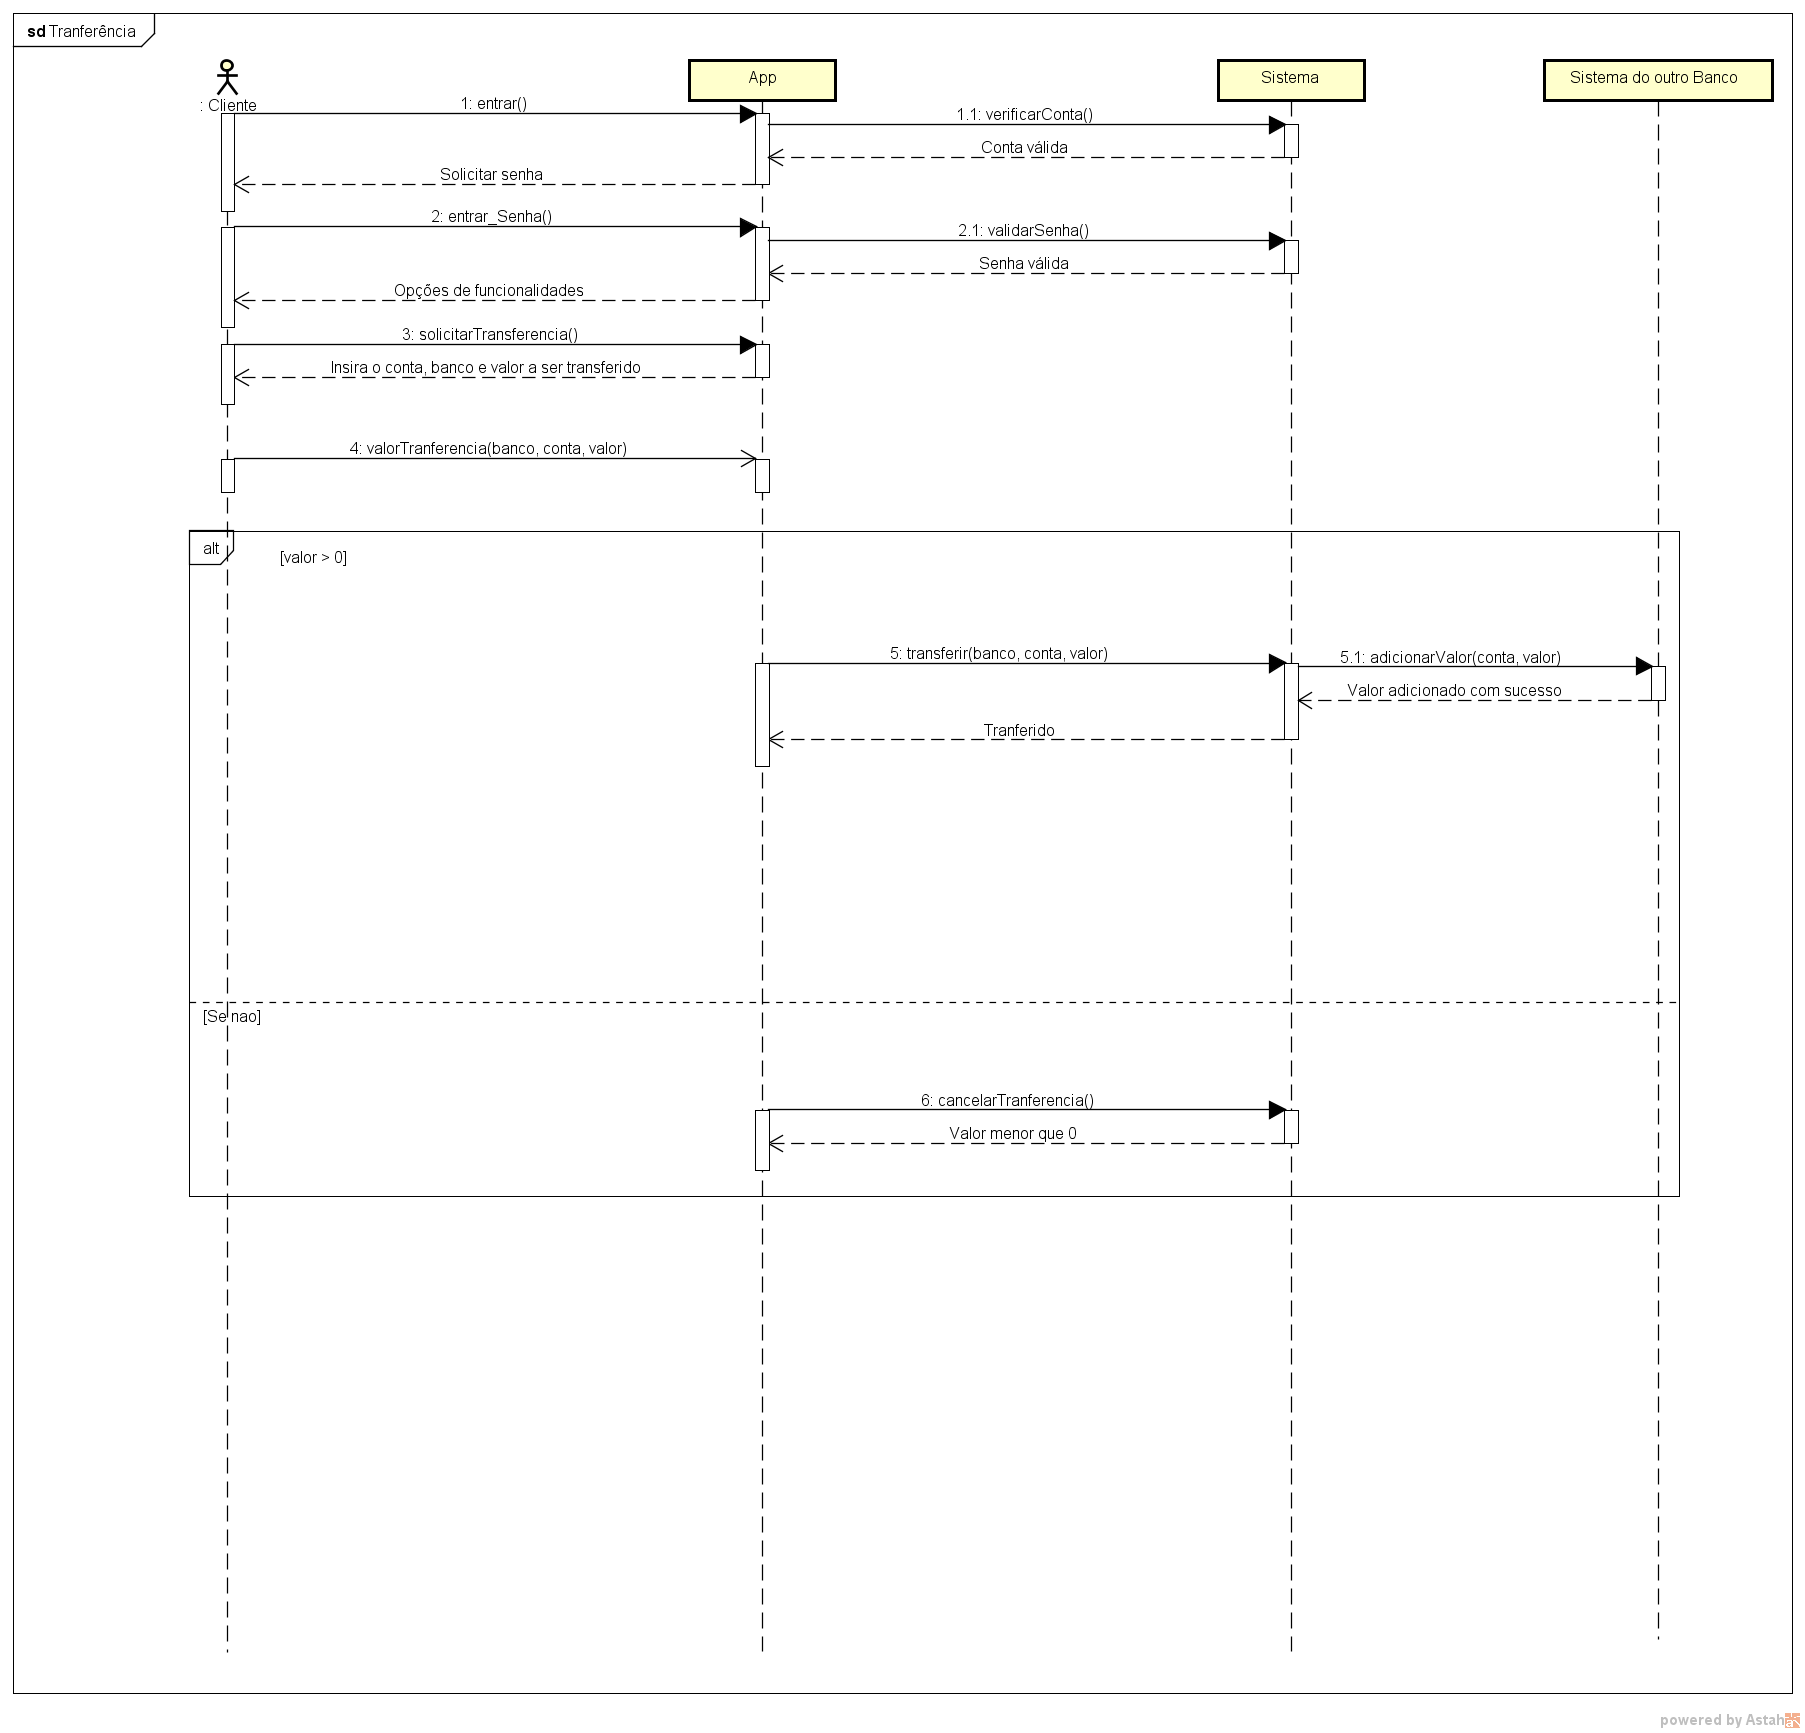 sd Tranferência
: Cliente
App
Sistema
Sistema do outro Banco
1: entrar()
1.1: verificarConta()
Conta válida
Solicitar senha
2: entrar_Senha()
2.1: validarSenha()
Senha válida
Opções de funcionalidades
3: solicitarTransferencia()
Insira o conta, banco e valor a ser transferido
4: valorTranferencia(banco, conta, valor)
alt
[valor > 0]
5: transferir(banco, conta, valor)
5.1: adicionarValor(conta, valor)
Valor adicionado com sucesso
Tranferido
[Se nao]
6: cancelarTranferencia()
Valor menor que 0
powered by Astah